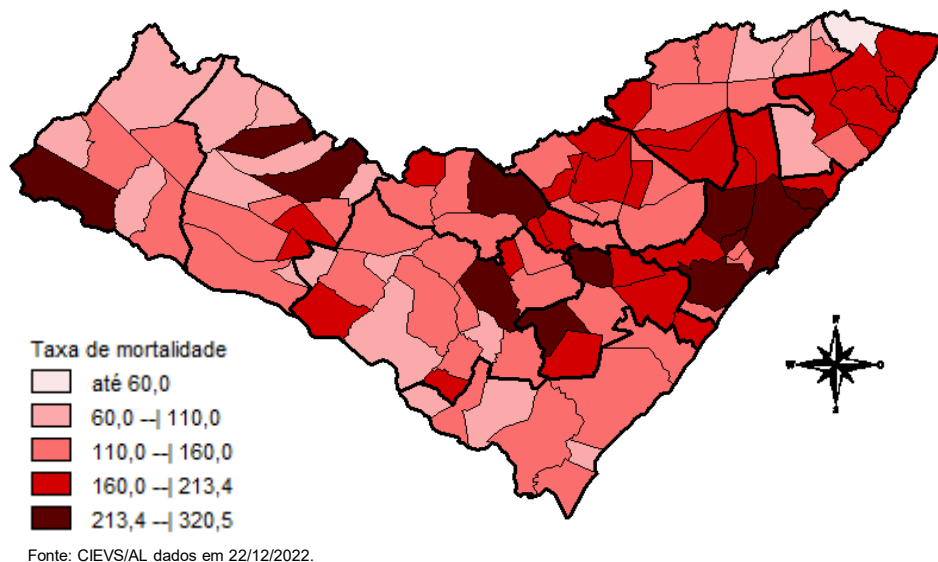 N
W O
S
Taxa de mortalidade
até 60,0
60,0 --| 110,0
110,0 --| 160,0
160,0 --| 213,4
213,4 --| 320,5
Fonte: CIEVS/AL dados em 22/12/2022.